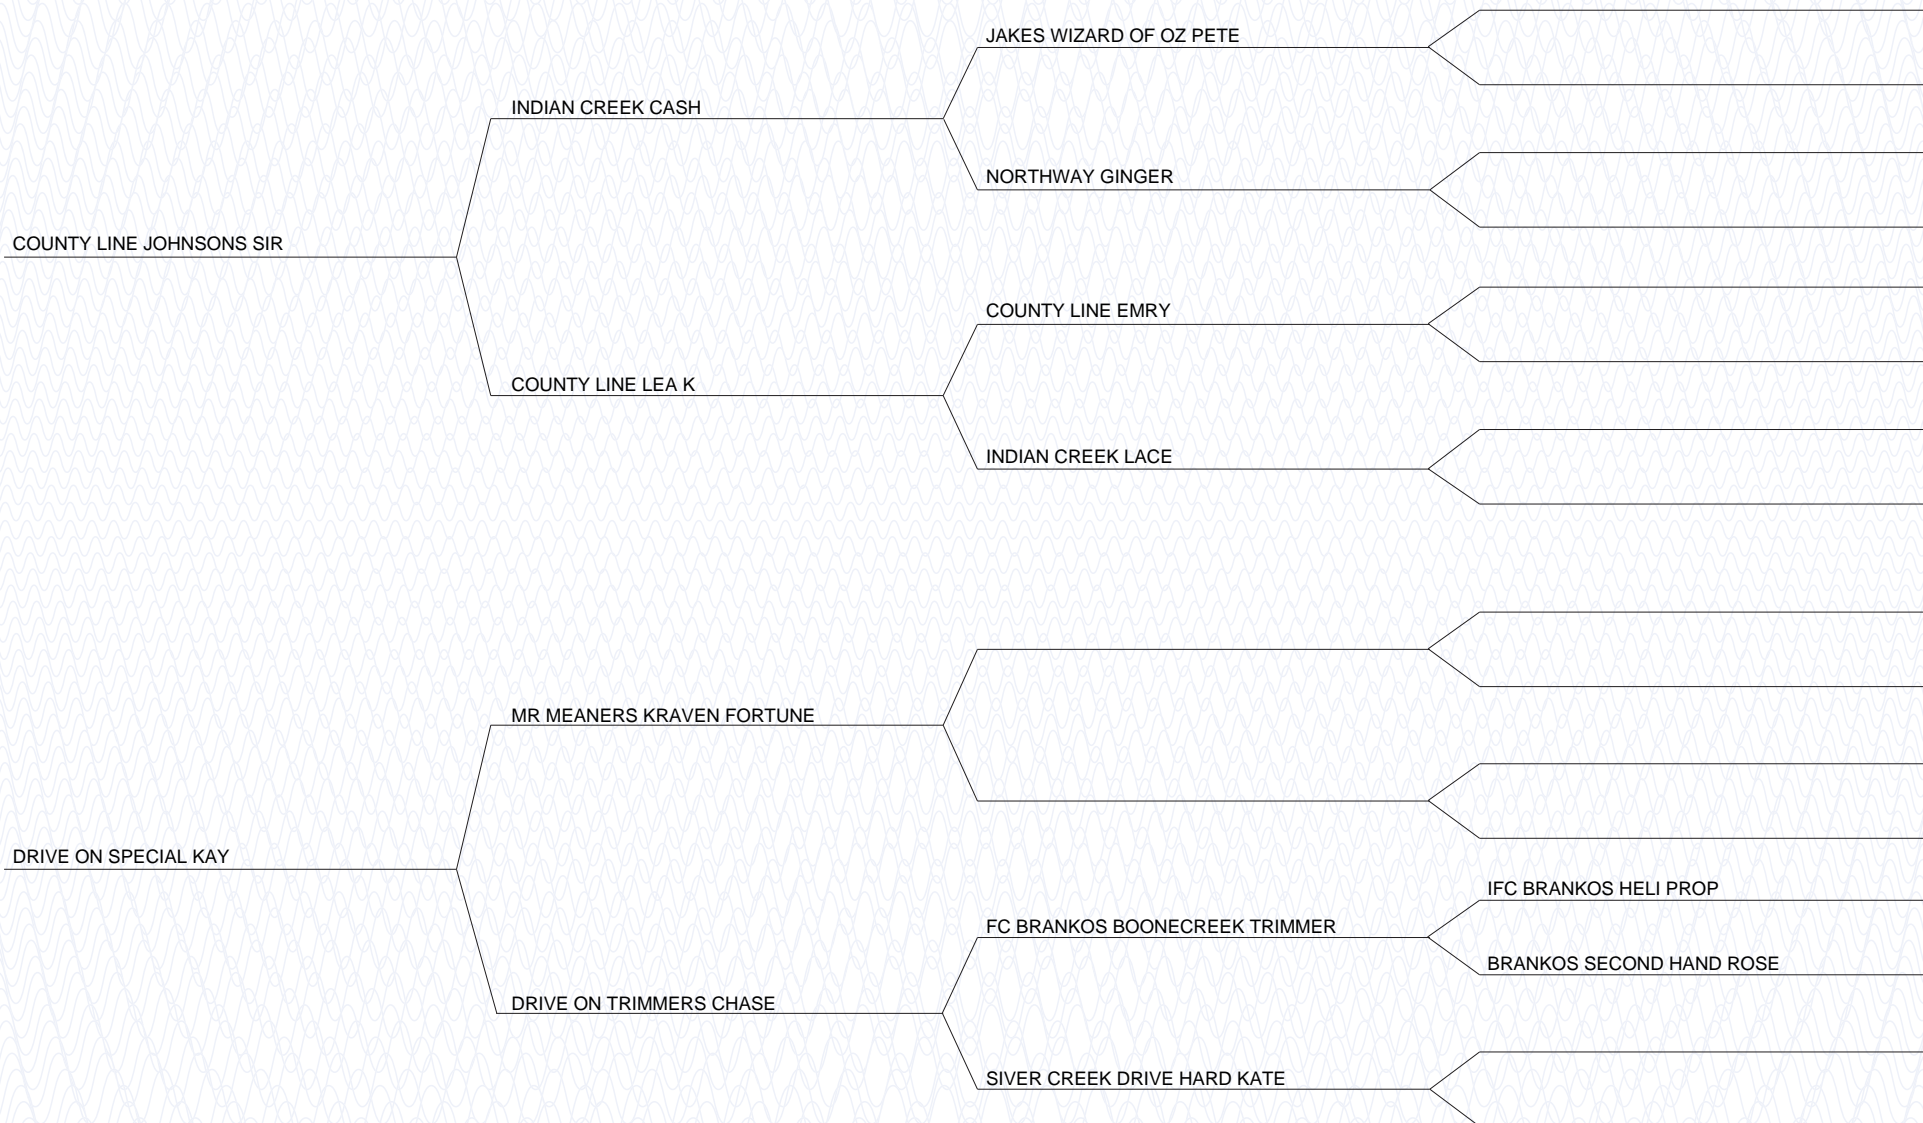 JAKES WIZARD OF OZ PETE
INDIAN CREEK CASH
NORTHWAY GINGER
COUNTY LINE JOHNSONS SIR
COUNTY LINE EMRY
COUNTY LINE LEA K
INDIAN CREEK LACE
MR MEANERS KRAVEN FORTUNE
DRIVE ON SPECIAL KAY
IFC BRANKOS HELI PROP
FC BRANKOS BOONECREEK TRIMMER
BRANKOS SECOND HAND ROSE
DRIVE ON TRIMMERS CHASE
SIVER CREEK DRIVE HARD KATE